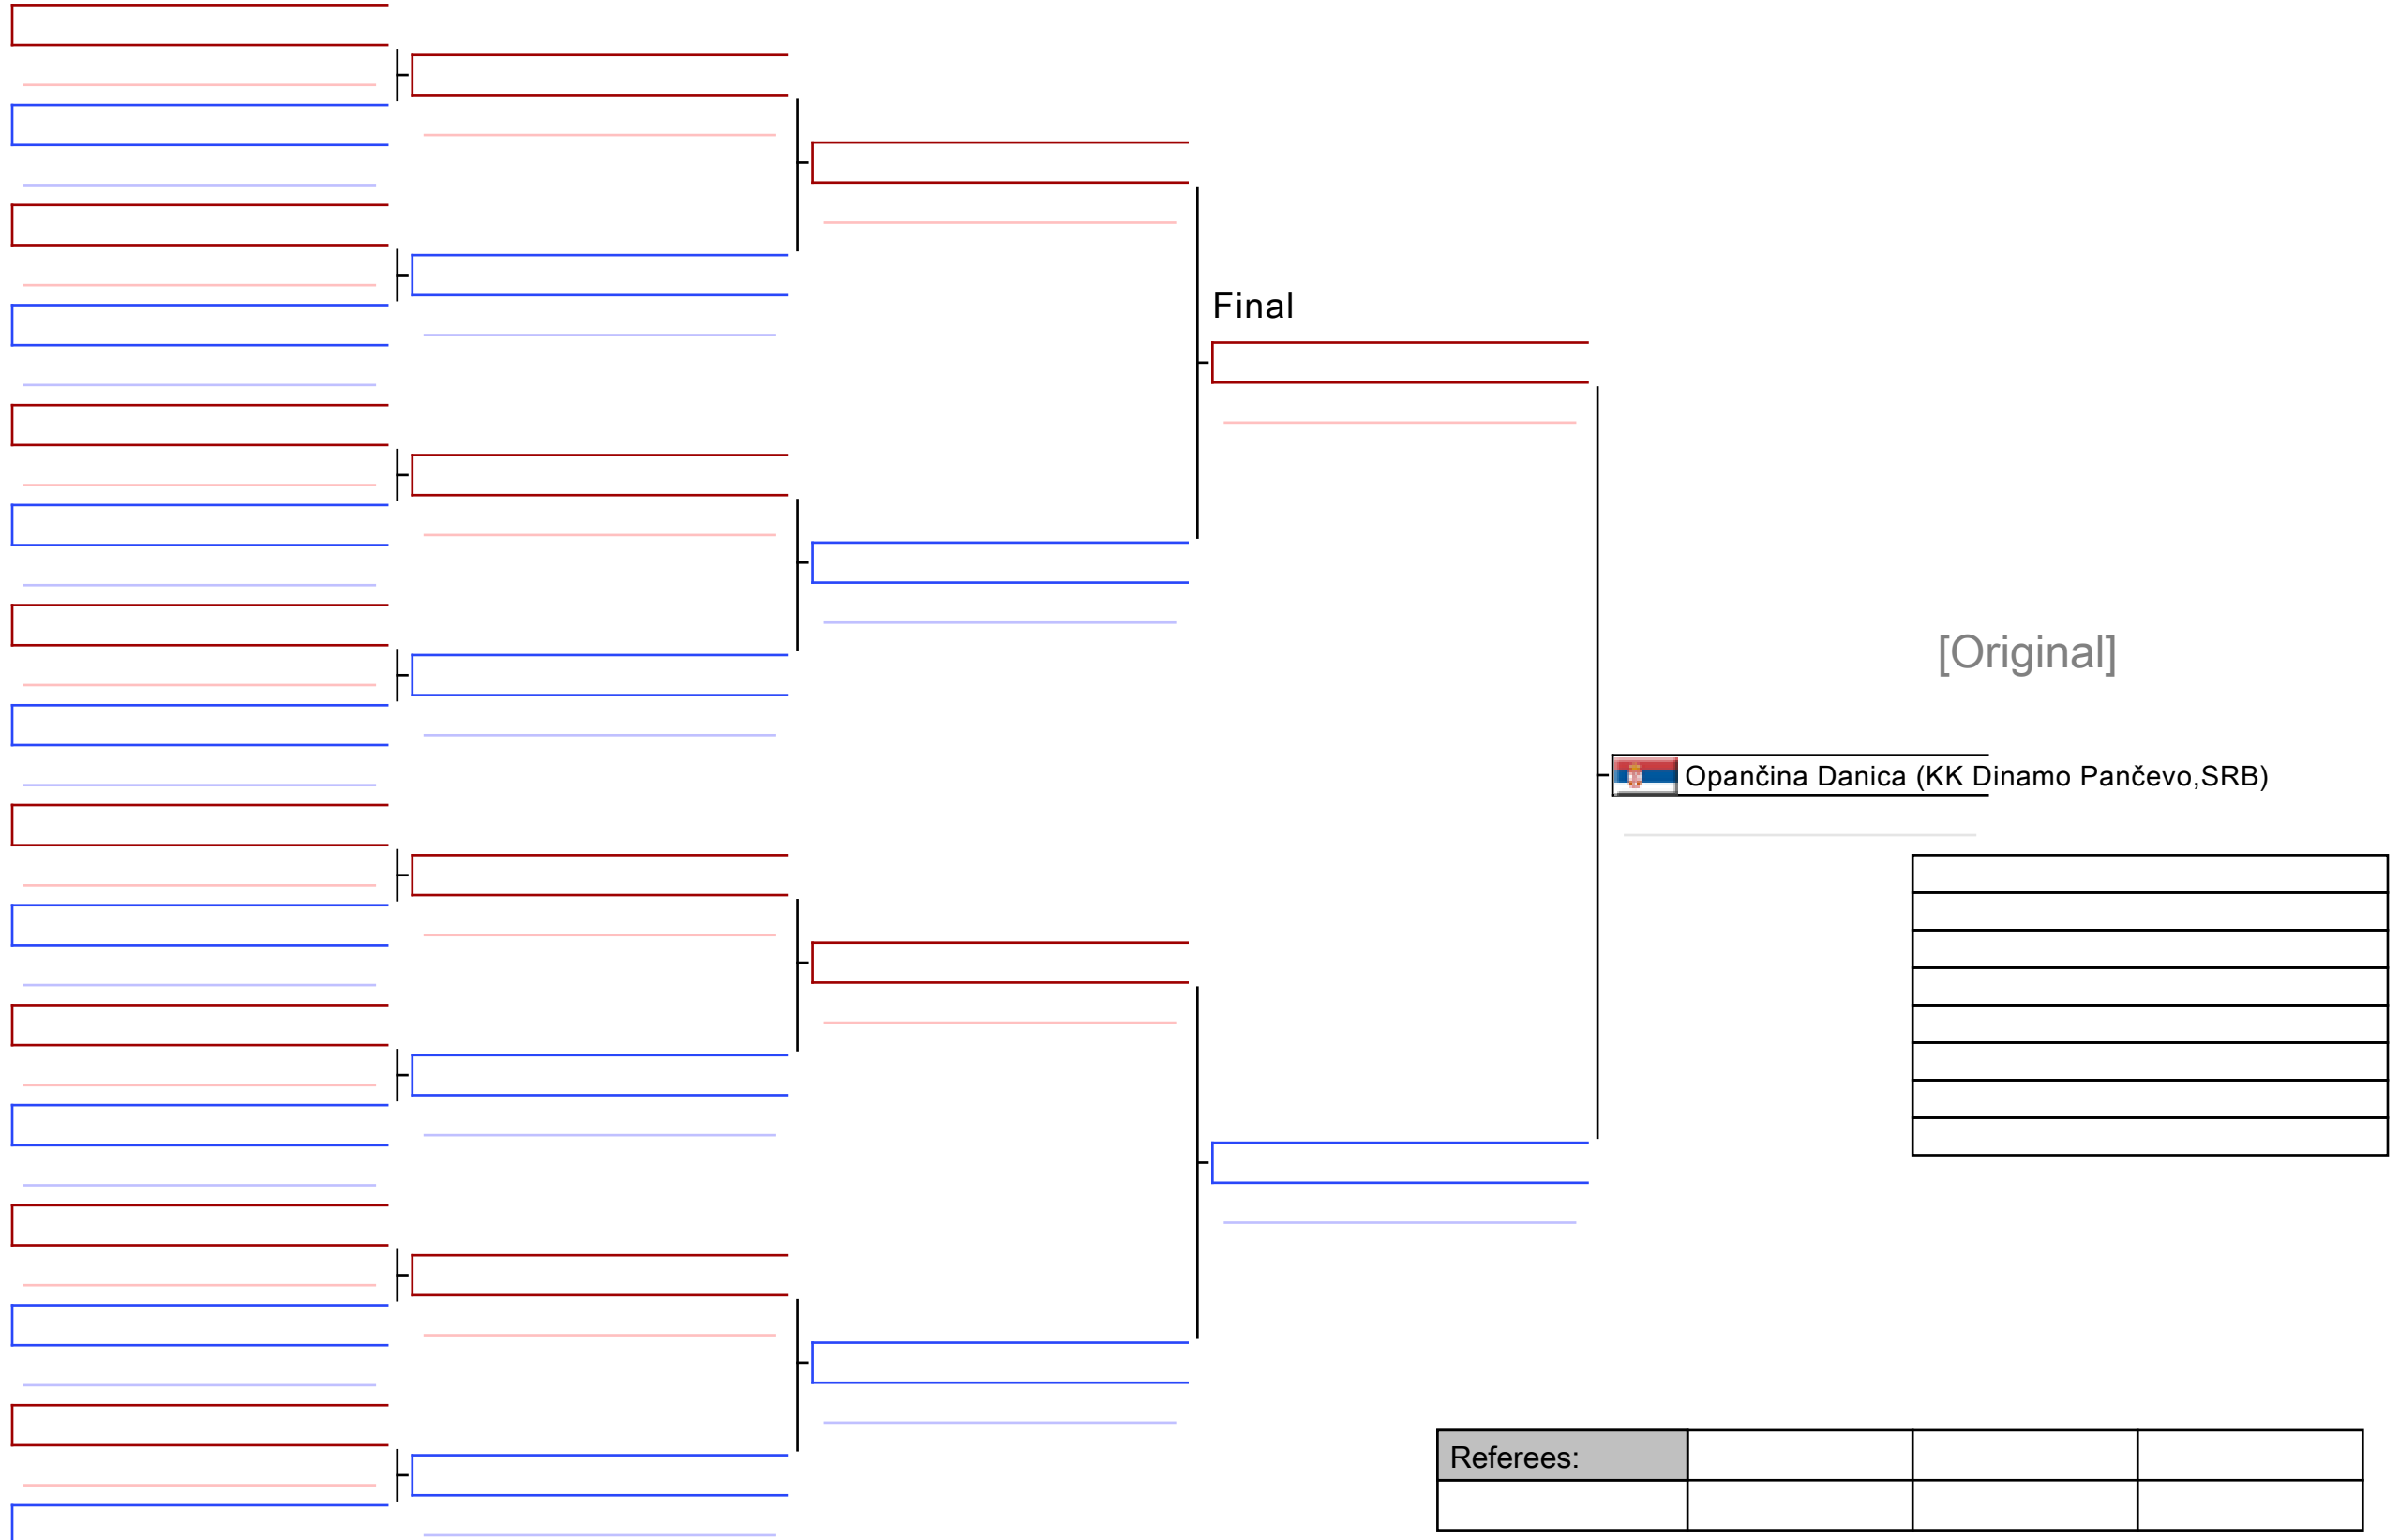 Final
[Original]
Opančina Danica (KK Dinamo Pančevo,SRB)
Referees: